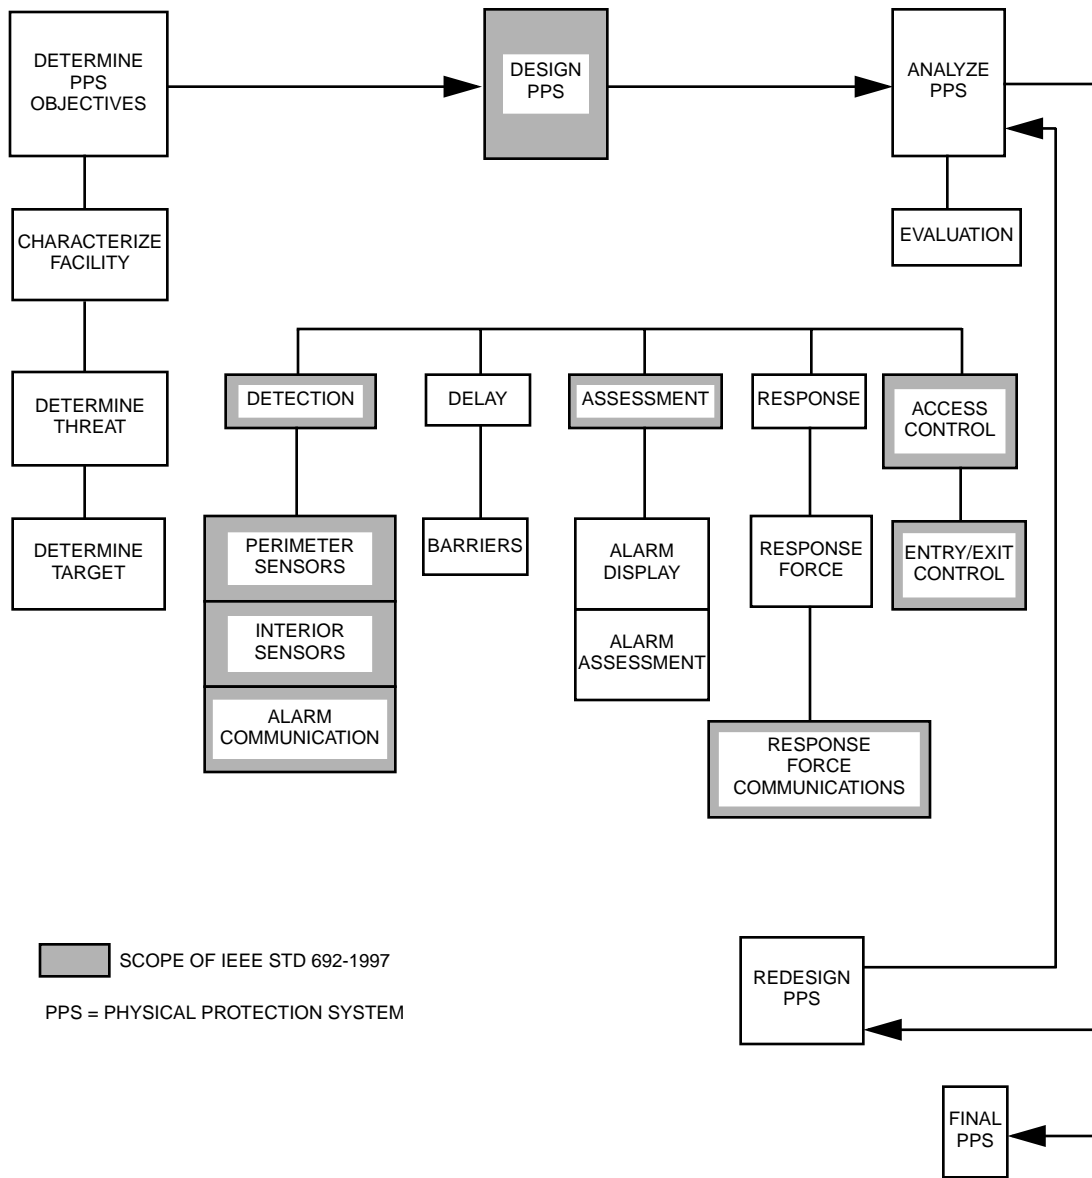 DETERMINE
PPS
OBJECTIVES
DESIGN
PPS
ANALYZE
PPS
CHARACTERIZE
FACILITY
EVALUATION
DETERMINE
THREAT
DETECTION
DELAY
ASSESSMENT
RESPONSE
ACCESS
CONTROL
DETERMINE
TARGET
PERIMETER
SENSORS
INTERIOR
SENSORS
ALARM
COMMUNICATION
BARRIERS
ALARM
DISPLAY
ALARM
ASSESSMENT
RESPONSE
FORCE
ENTRY/EXIT
CONTROL
RESPONSE
FORCE
COMMUNICATIONS
SCOPE OF IEEE STD 692-1997
PPS = PHYSICAL PROTECTION SYSTEM
REDESIGN
PPS
FINAL
PPS